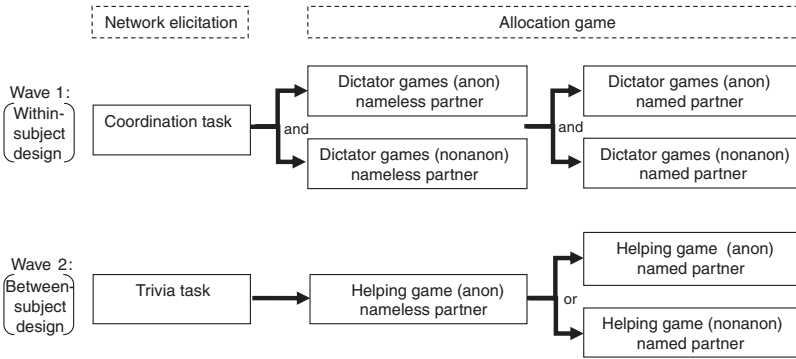 Network elicitation
Allocation game
Wave 1:
Within-
subject
design
Coordination task
and
Dictator games (anon)
nameless partner
Dictator games (nonanon)
nameless partner
and
Dictator games (anon)
named partner
Dictator games (nonanon)
named partner
Wave 2:
Between-
subject
design
Trivia task
Helping game (anon)
nameless partner
or
Helping game (anon)
named partner
Helping game (nonanon)
named partner